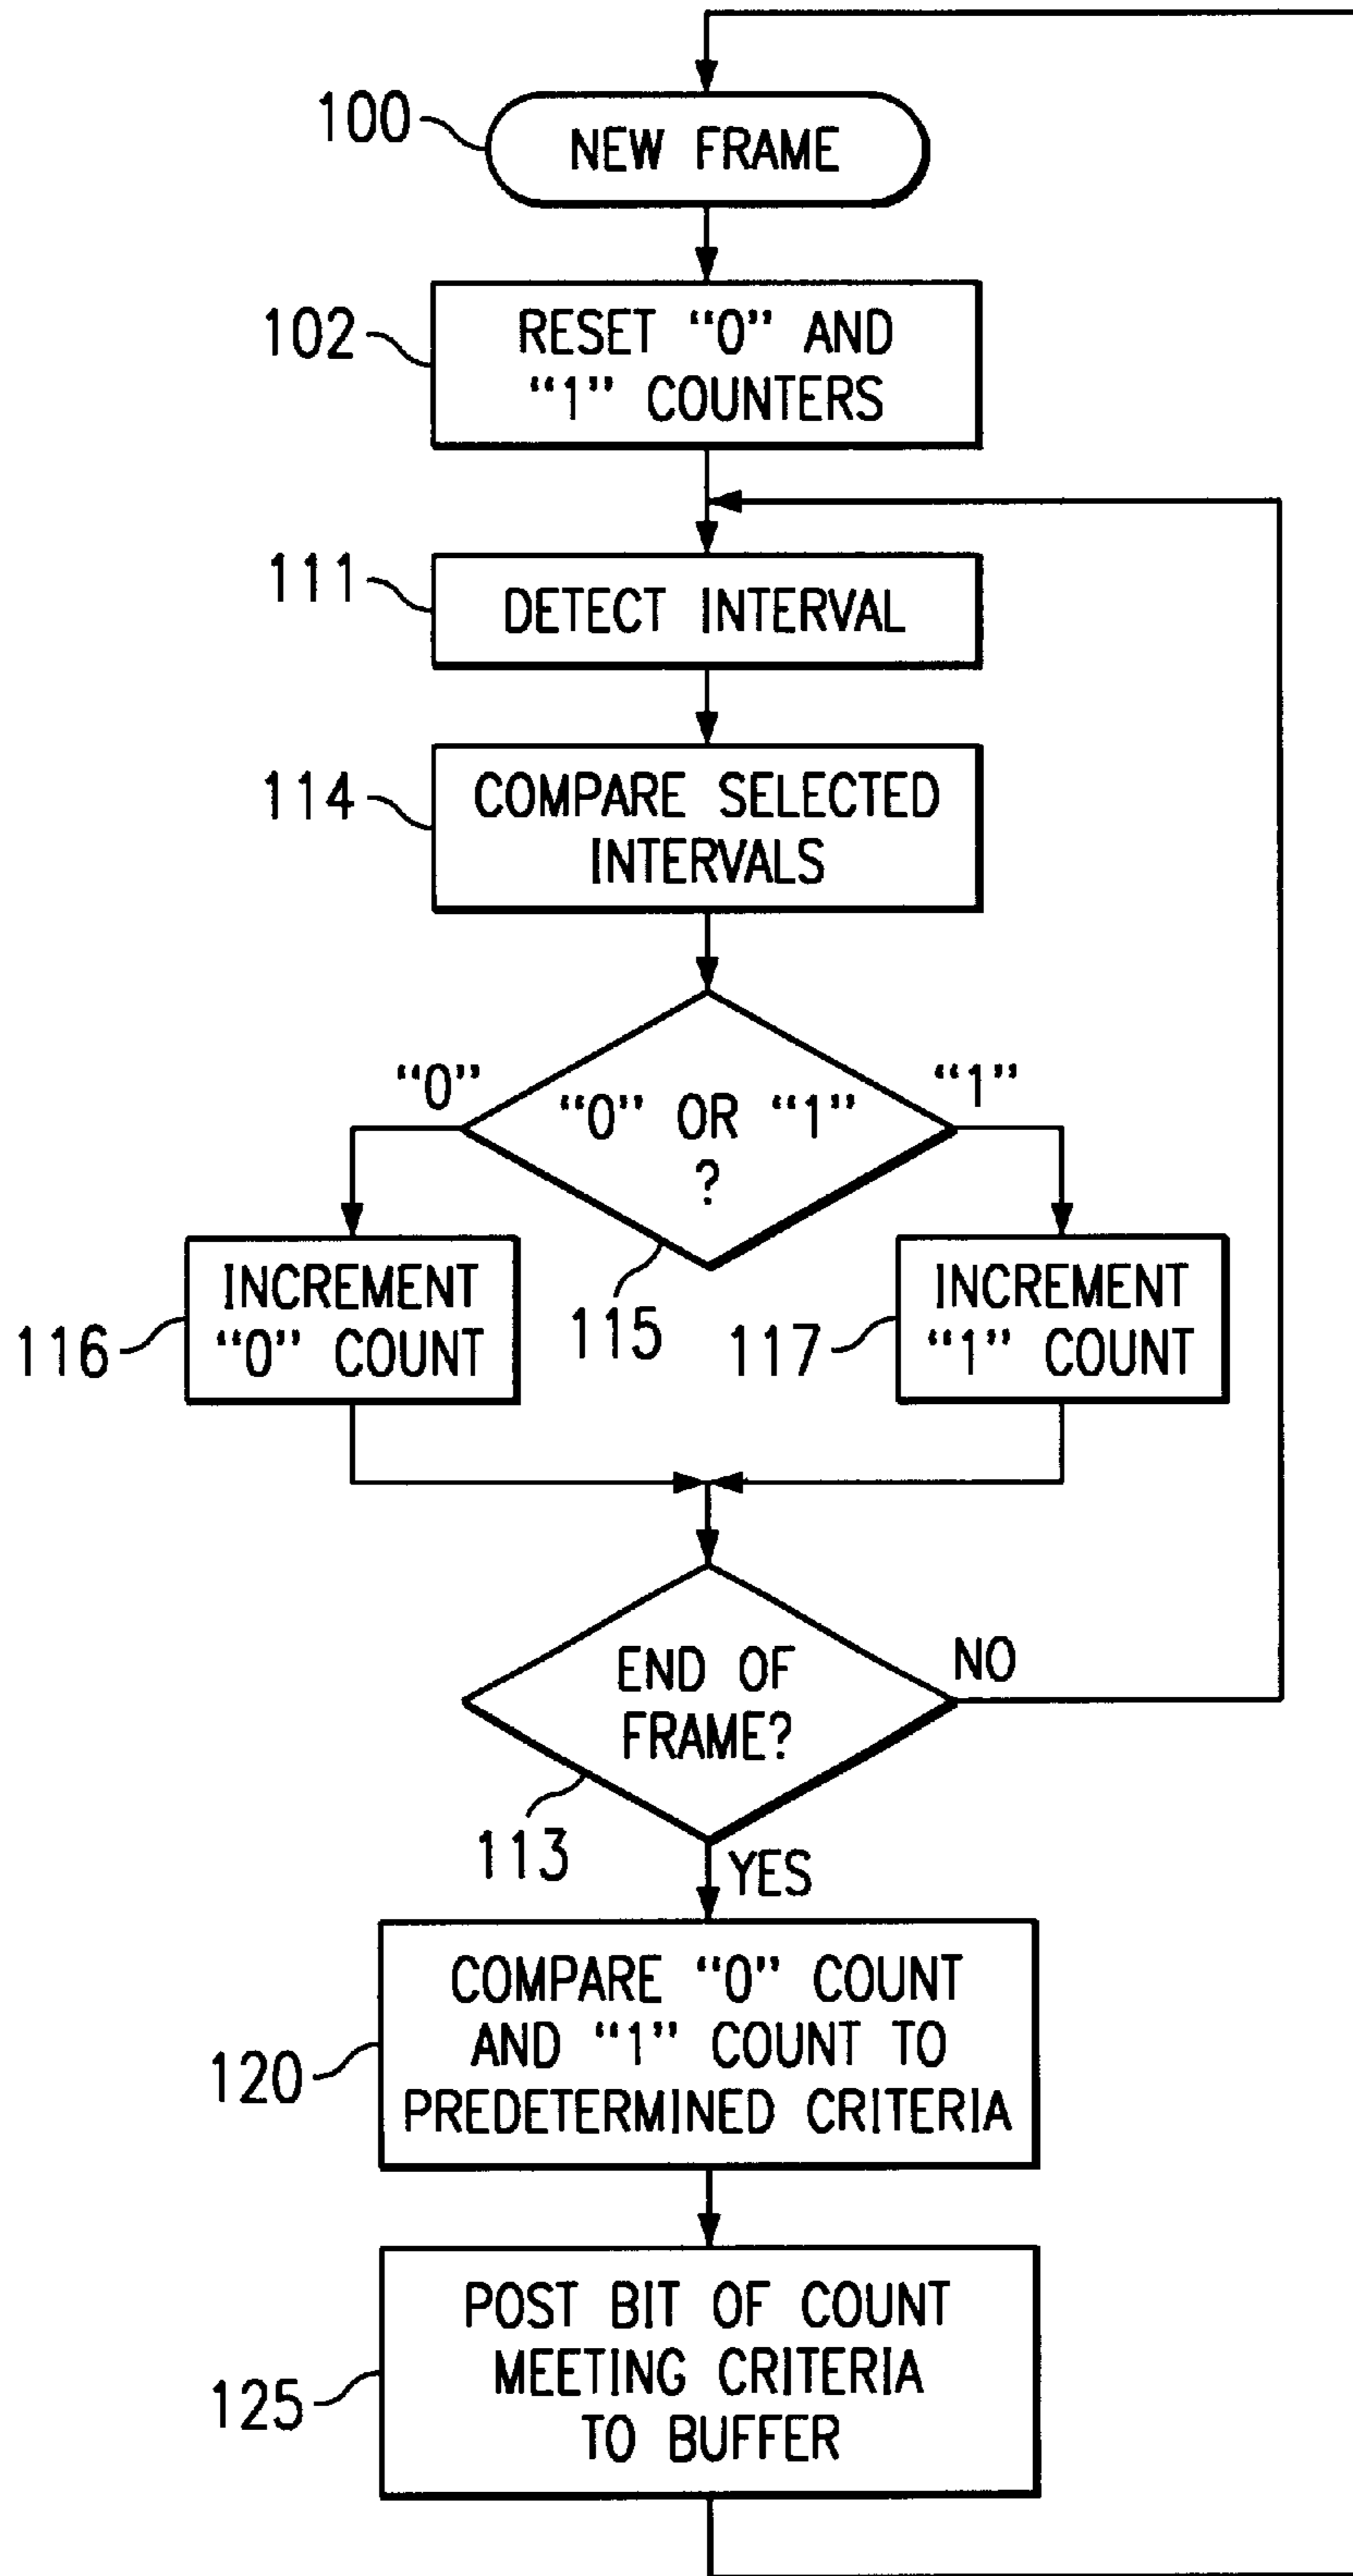 100
NEW FRAME
102
RESET “0” AND
“1” COUNTERS
111
DETECT INTERVAL
114
COMPARE SELECTED
INTERVALS
“0”
“0” OR “1”
?
“1”
115
116
INCREMENT
“0” COUNT
117
INCREMENT
“1” COUNT
END OF
FRAME?
NO
113
YES
120
COMPARE “0” COUNT
AND “1” COUNT TO
PREDETERMINED CRITERIA
125
POST BIT OF COUNT
MEETING CRITERIA
TO BUFFER